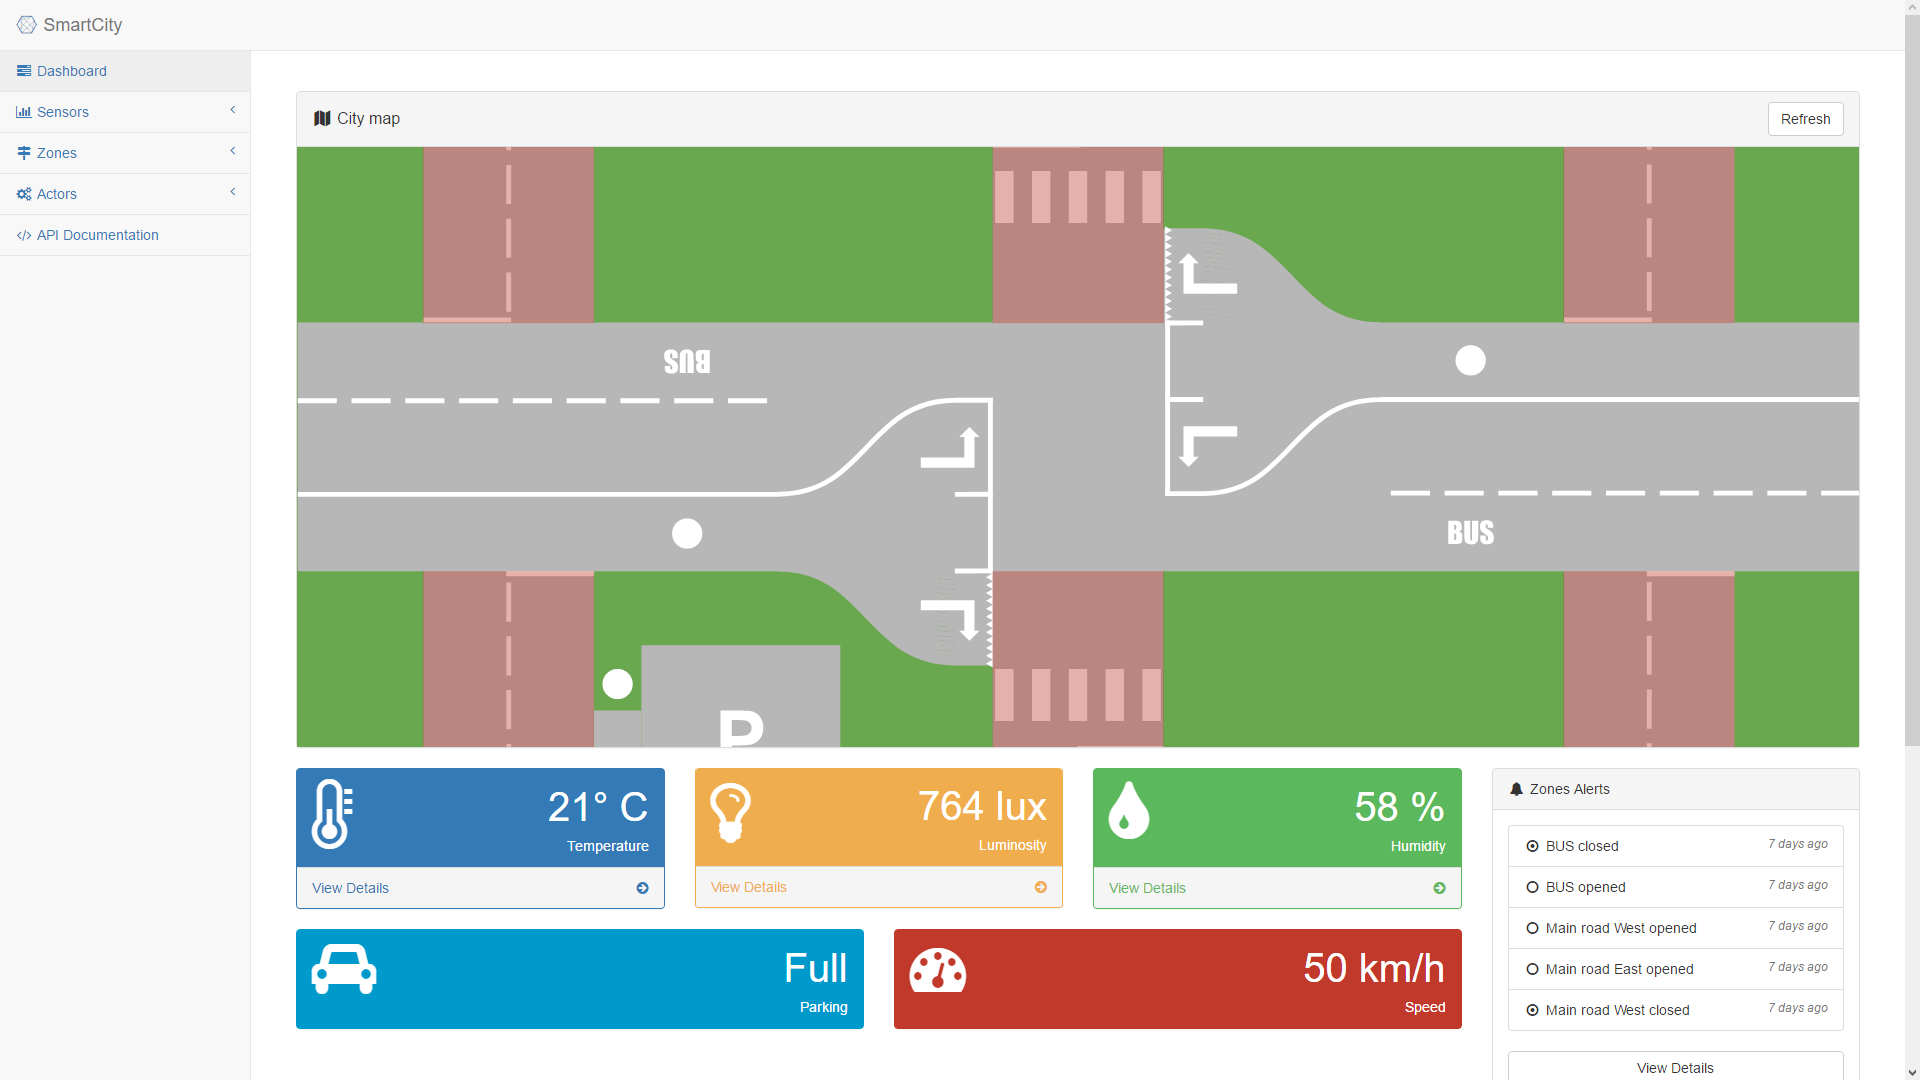 SmartCity
Dashboard
Sensors
Zones
Actors
API Documentation
City map
Refresh
BUS
BUS
P
21° C
Temperature
View Details
764 lux
Luminosity
View Details
58 %
Humidity
View Details
Full
Parking
50 km/h
Speed
Zones Alerts
BUS closed 7 days ago
BUS opened 7 days ago
Main road West opened 7 days ago
Main road East opened 7 days ago
Main road West closed 7 days ago
View Details